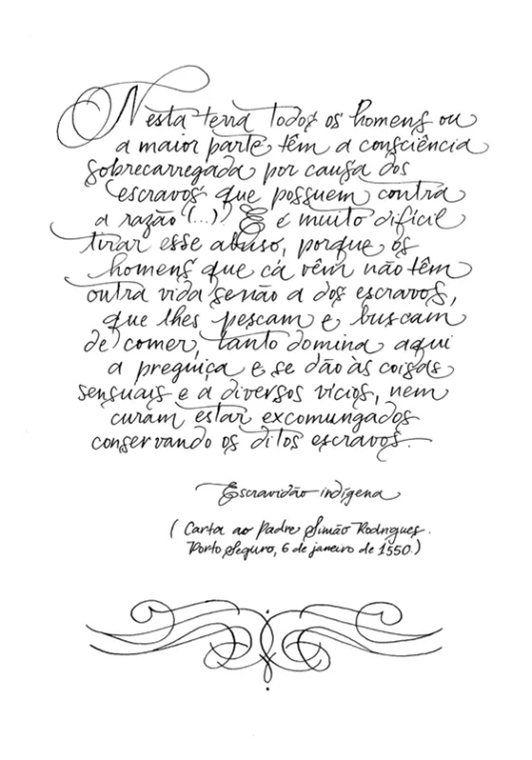 Nesta terra todos os homens ou
a maior parte têm a consciência
sobrecarregada por causa dos
escravos que possuem contra
a razão (...). E é muito difícil
tirar esse abuso, porque os
homens que cá vêm não têm
outra vida senão a dos escravos,
que lhes pescam e buscam
de comer, tanto domina aqui
a preguiça e se dão às coisas
sensuais e a diversos vícios, nem
curam estar excomungados
conservando os ditos escravos.
Escravidão indígena
(Carta ao Padre Simão Rodrigues.
Porto Seguro, 6 de janeiro de 1550.)